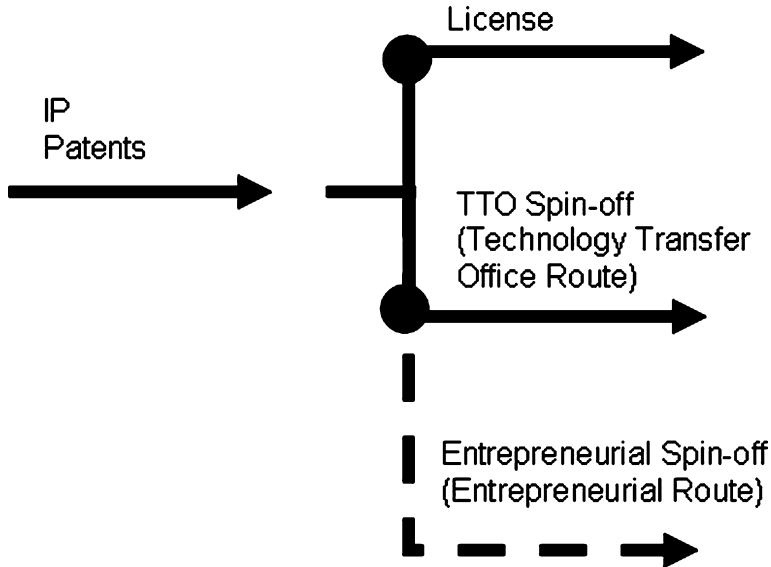 License
IP
Patents
TTO Spin-off
(Technology Transfer
Office Route)
Entrepreneurial Spin-off
(Entrepreneurial Route)